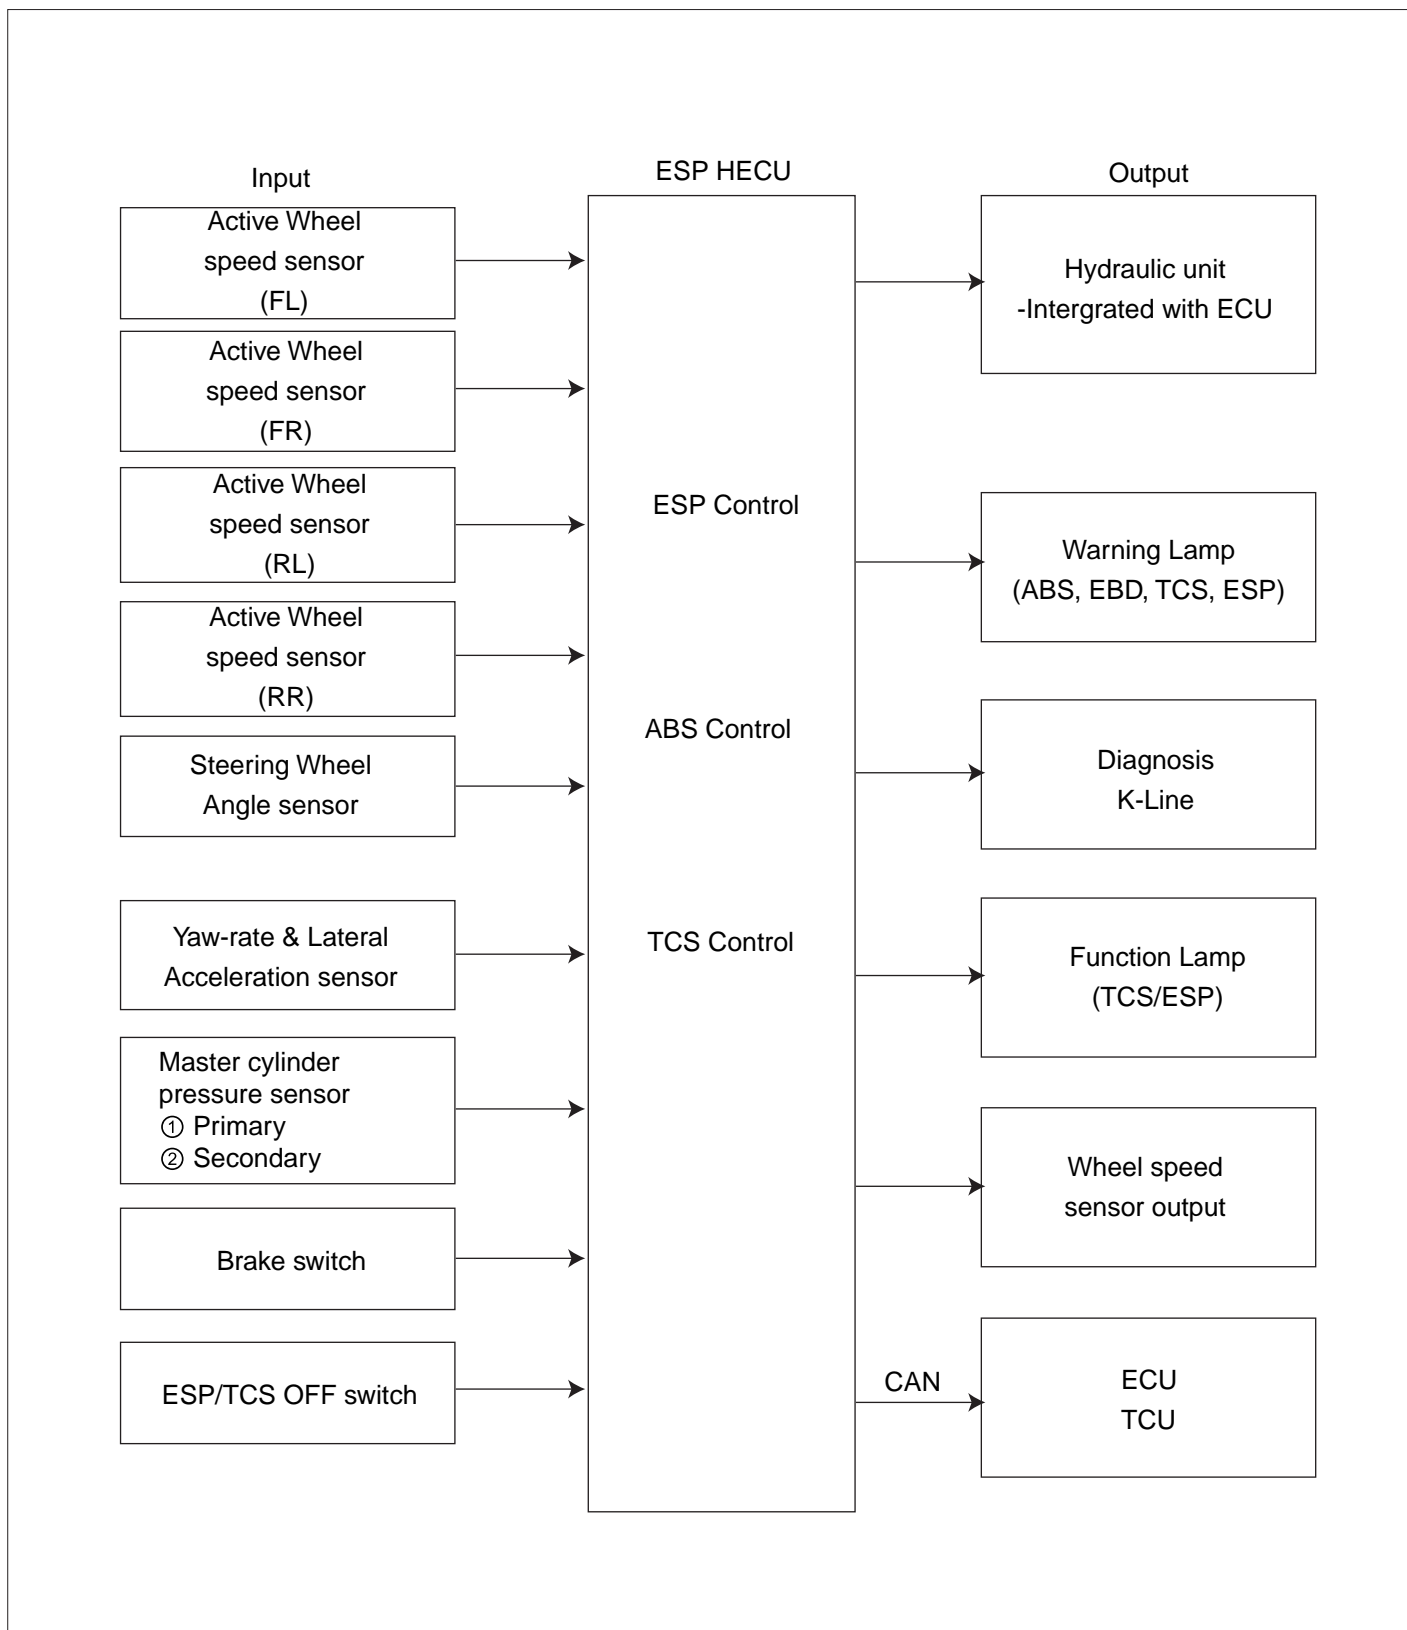 Input
Active Wheel
speed sensor
(FL)
Active Wheel
speed sensor
(FR)
Active Wheel
speed sensor
(RL)
Active Wheel
speed sensor
(RR)
Steering Wheel
Angle sensor
Yaw-rate & Lateral
Acceleration sensor
Master cylinder
pressure sensor
① Primary
② Secondary
Brake switch
ESP/TCS OFF switch
ESP HECU
ESP Control
ABS Control
TCS Control
Output
Hydraulic unit
-Intergrated with ECU
Warning Lamp
(ABS, EBD, TCS, ESP)
Diagnosis
K-Line
Function Lamp
(TCS/ESP)
Wheel speed
sensor output
CAN
ECU
TCU